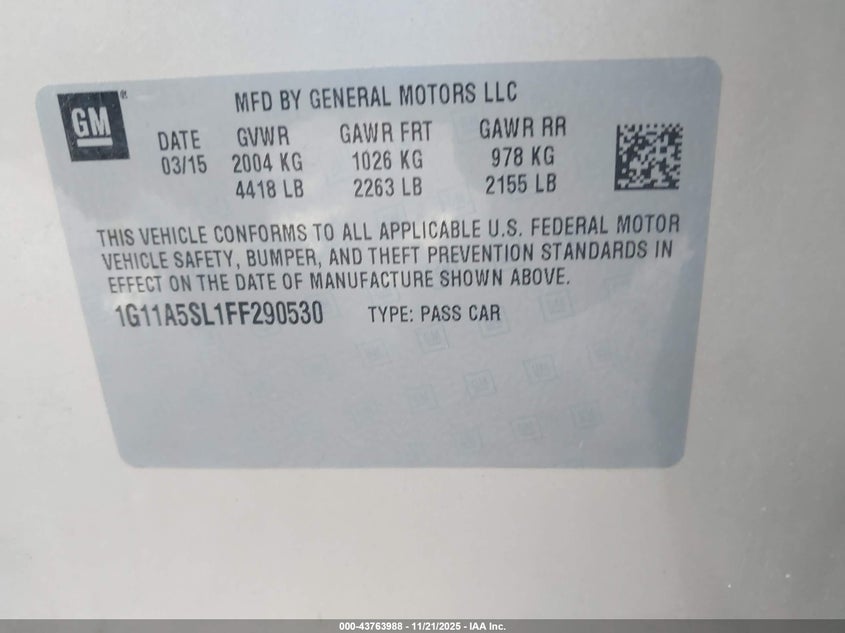 MFD BY GENERAL MOTORS LLC
GM®
DATE GVWR GAWR FRT GAWR RR
03/15 2004 KG 1026 KG 978 KG
4418 LB 2263 LB 2155 LB
THIS VEHICLE CONFORMS TO ALL APPLICABLE U.S. FEDERAL MOTOR
VEHICLE SAFETY, BUMPER, AND THEFT PREVENTION STANDARDS IN
EFFECT ON THE DATE OF MANUFACTURE SHOWN ABOVE.
1G11A5SL1FF290530 TYPE: PASS CAR
000-43763988 - 11/21/2025 - IAA Inc.